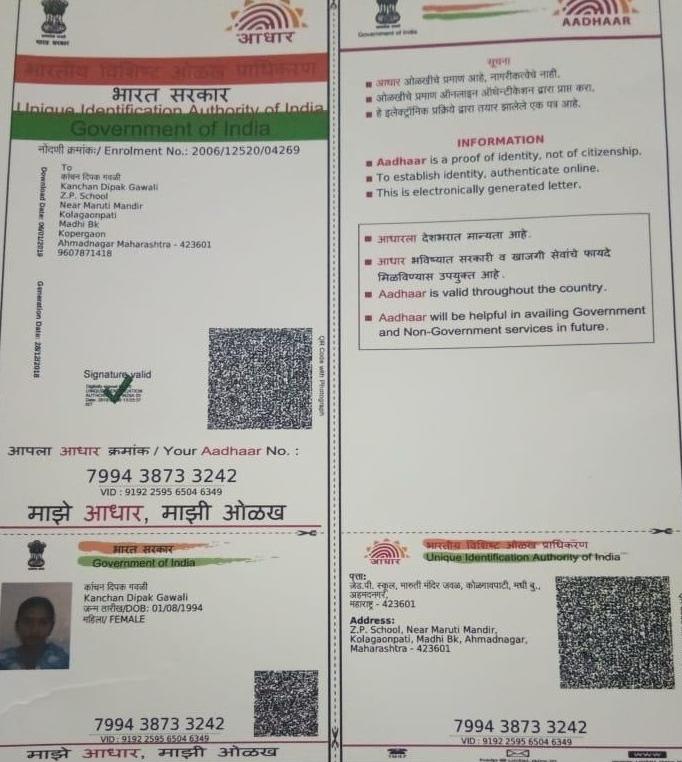 भारत सरकार
आधार
भारतीय विशिष्ट ओळख प्राधिकरण
भारत सरकार
Unique Identification Authority of India
Government of India
नोंदणी क्रमांक:/ Enrolment No.: 2006/12520/04269
To
कांचन दिपक गवळी
Kanchan Dipak Gawali
Z.P. School
Near Maruti Mandir
Kolagaonpati
Madhi Bk
Kopergaon
Ahmadnagar Maharashtra - 423601
9607871418
Download Date: 06/01/2019
Generation Date: 28/12/2018
Signature valid
QR Code with Photograph
आपला आधार क्रमांक / Your Aadhaar No. :
7994 3873 3242
VID : 9192 2595 6504 6349
माझे आधार, माझी ओळख
भारत सरकार
Government of India
कांचन दिपक गवळी
Kanchan Dipak Gawali
जन्म तारीख/DOB: 01/08/1994
महिला/ FEMALE
7994 3873 3242
VID : 9192 2595 6504 6349
माझे आधार, माझी ओळख
Government of India
AADHAAR
सूचना
आधार ओळखीचे प्रमाण आहे, नागरीकत्वेचे नाही.
ओळखीचे प्रमाण ऑनलाइन ऑथेन्टीकेशन द्वारा प्राप्त करा.
हे इलेक्ट्रॉनिक प्रक्रिये द्वारा तयार झालेले एक पत्र आहे.
INFORMATION
Aadhaar is a proof of identity, not of citizenship.
To establish identity, authenticate online.
This is electronically generated letter.
आधारला देशभरात मान्यता आहे.
आधार भविष्यात सरकारी व खाजगी सेवांचे फायदे
मिळविण्यास उपयुक्त आहे.
Aadhaar is valid throughout the country.
Aadhaar will be helpful in availing Government
and Non-Government services in future.
आधार
भारतीय विशिष्ट ओळख प्राधिकरण
Unique Identification Authority of India
पत्ता:
जेड.पी. स्कूल, मारुती मंदिर जवळ, कोळगावपाटी, मधी बु.,
अहमदनगर,
महाराष्ट्र - 423601
Address:
Z.P. School, Near Maruti Mandir,
Kolagaonpati, Madhi Bk, Ahmadnagar,
Maharashtra - 423601
7994 3873 3242
VID : 9192 2595 6504 6349
www